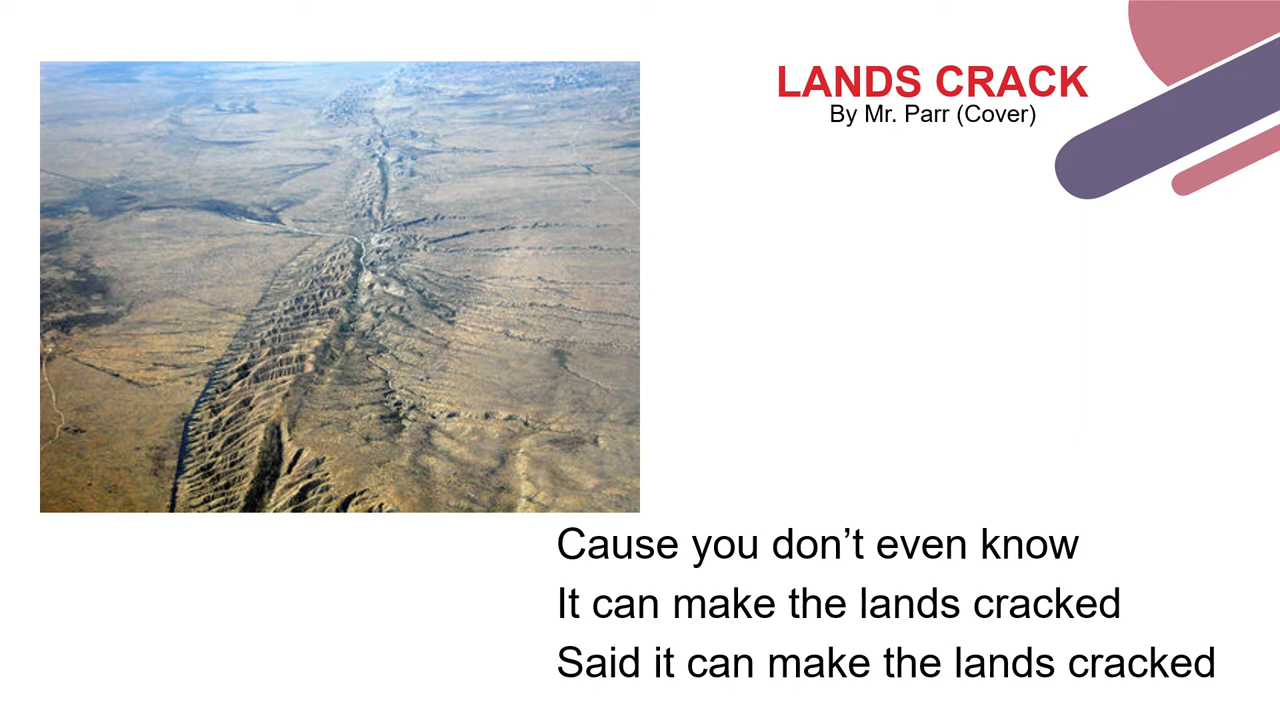 LANDS CRACK
By Mr. Parr (Cover)
Cause you don’t even know
It can make the lands cracked
Said it can make the lands cracked